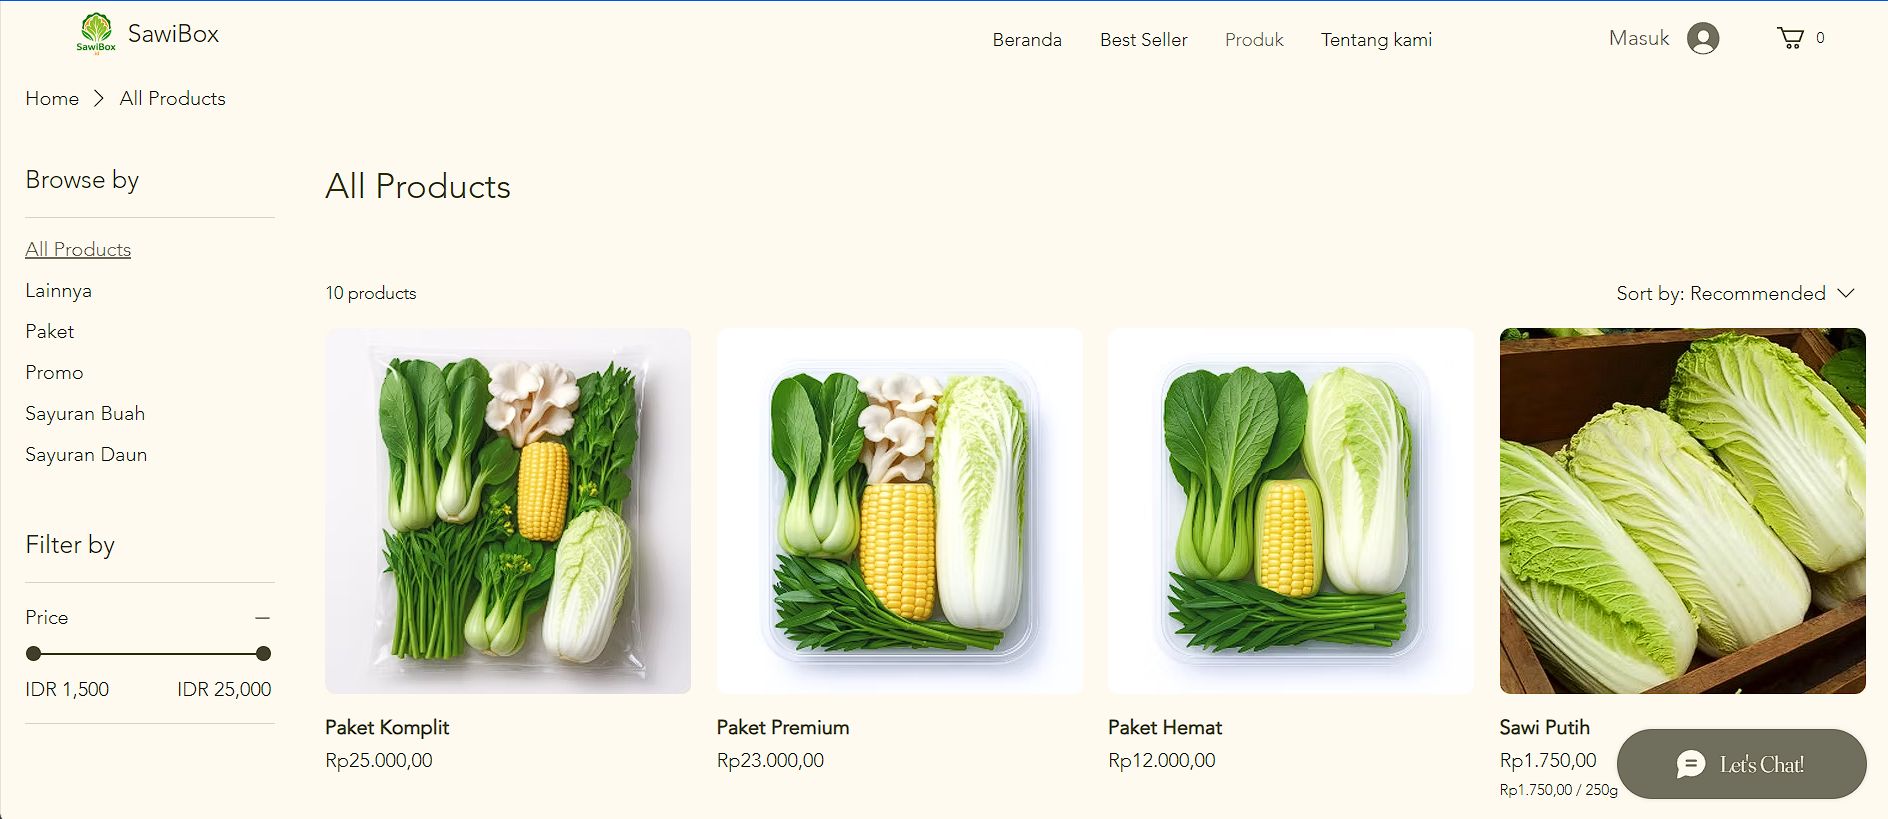 SawiBox
SawiBox
Beranda
Best Seller
Produk
Tentang kami
Masuk
0
Home
All Products
Browse by
All Products
Lainnya
Paket
Promo
Sayuran Buah
Sayuran Daun
Filter by
Price
IDR 1,500
IDR 25,000
All Products
10 products
Sort by: Recommended
Paket Komplit
Rp25.000,00
Paket Premium
Rp23.000,00
Paket Hemat
Rp12.000,00
Sawi Putih
Rp1.750,00
Rp1.750,00 / 250g
Let's Chat!